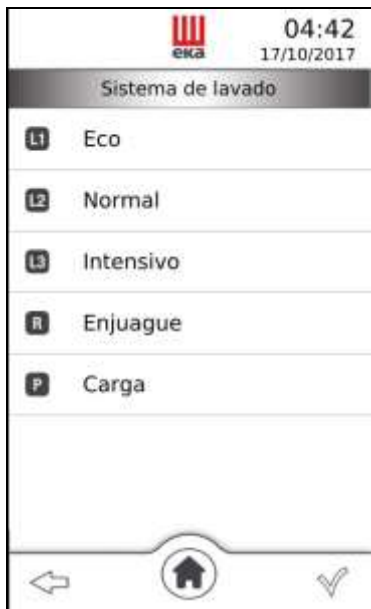 eka
04:42
17/10/2017
Sistema de lavado
L1 Eco
L2 Normal
L3 Intensivo
R Enjuague
P Carga